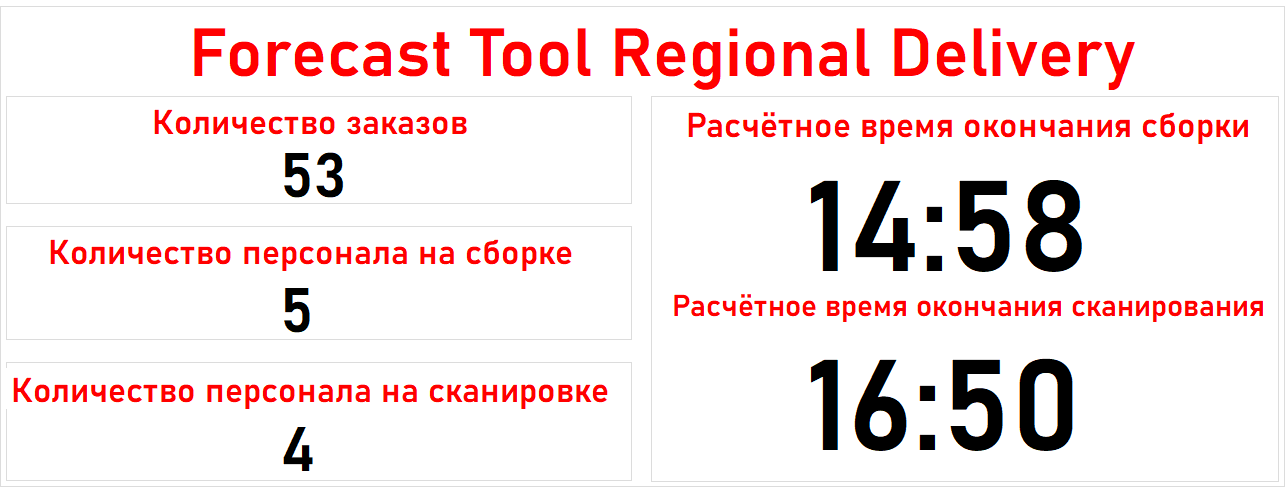 Forecast Tool Regional Delivery
Количество заказов
53
Количество персонала на сборке
5
Количество персонала на сканировке
4
Расчётное время окончания сборки
14:58
Расчётное время окончания сканирования
16:50